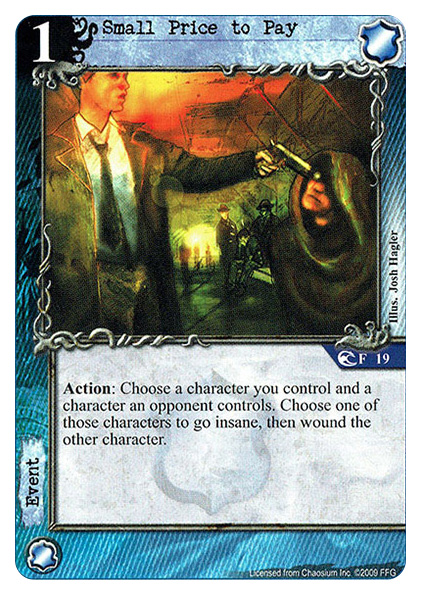 1 Small Price to Pay
Illus. Josh Hagler
F 19
Action: Choose a character you control and a
character an opponent controls. Choose one of
those characters to go insane, then wound the
other character.
Event
Licensed from Chaosium Inc. ©2009 FFG